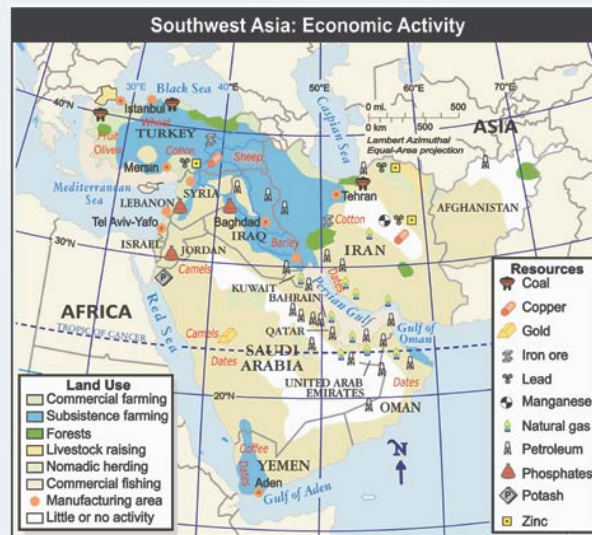 Southwest Asia: Economic Activity
30°E
Black Sea
40°E
50°E
60°E
70°E
40°N
40°N
Istanbul
Wheat
TURKEY
Fruit
Olives
Cotton
Sheep
Mersin
Caspian Sea
0 mi.
500
0 km
500
Lambert Azimuthal
Equal-Area projection
ASIA
Mediterranean
Sea
LEBANON
SYRIA
Tehran
AFGHANISTAN
Tel Aviv-Yafo
Baghdad
IRAQ
Cotton
IRAN
ISRAEL
JORDAN
Barley
30°N
30°N
Camels
KUWAIT
BAHRAIN
Persian Gulf
Dates
AFRICA
Red Sea
QATAR
Gulf of
Oman
TROPIC OF CANCER
Camels
SAUDI
ARABIA
Dates
UNITED ARAB
EMIRATES
Dates
20°N
OMAN
Coffee
Dates
YEMEN
Aden
Gulf of Aden
N
Land Use
Commercial farming
Subsistence farming
Forests
Livestock raising
Nomadic herding
Commercial fishing
Manufacturing area
Little or no activity
Resources
Coal
Copper
Gold
Iron ore
Lead
Manganese
Natural gas
Petroleum
Phosphates
P Potash
Zinc